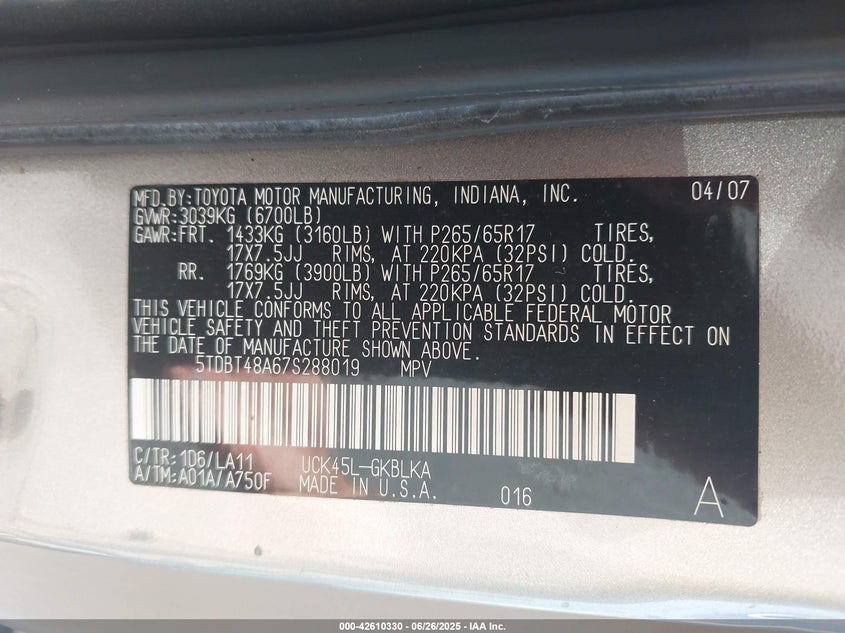 MFD.BY:TOYOTA MOTOR MANUFACTURING, INDIANA, INC. 04/07
GVWR:3039KG (6700LB)
GAWR:FRT. 1433KG (3160LB) WITH P265/65R17 TIRES,
17X7.5JJ RIMS, AT 220KPA (32PSI) COLD.
RR. 1769KG (3900LB) WITH P265/65R17 TIRES,
17X7.5JJ RIMS, AT 220KPA (32PSI) COLD.
THIS VEHICLE CONFORMS TO ALL APPLICABLE FEDERAL MOTOR
VEHICLE SAFETY AND THEFT PREVENTION STANDARDS IN EFFECT ON
THE DATE OF MANUFACTURE SHOWN ABOVE.
5TDBT48A67S288019 MPV
C/TR:1D6/LA11 UCK45L-GKBLKA
A/TM:A01A/A750F MADE IN U.S.A. 016 A
000-42610330 - 06/26/2025 - IAA Inc.